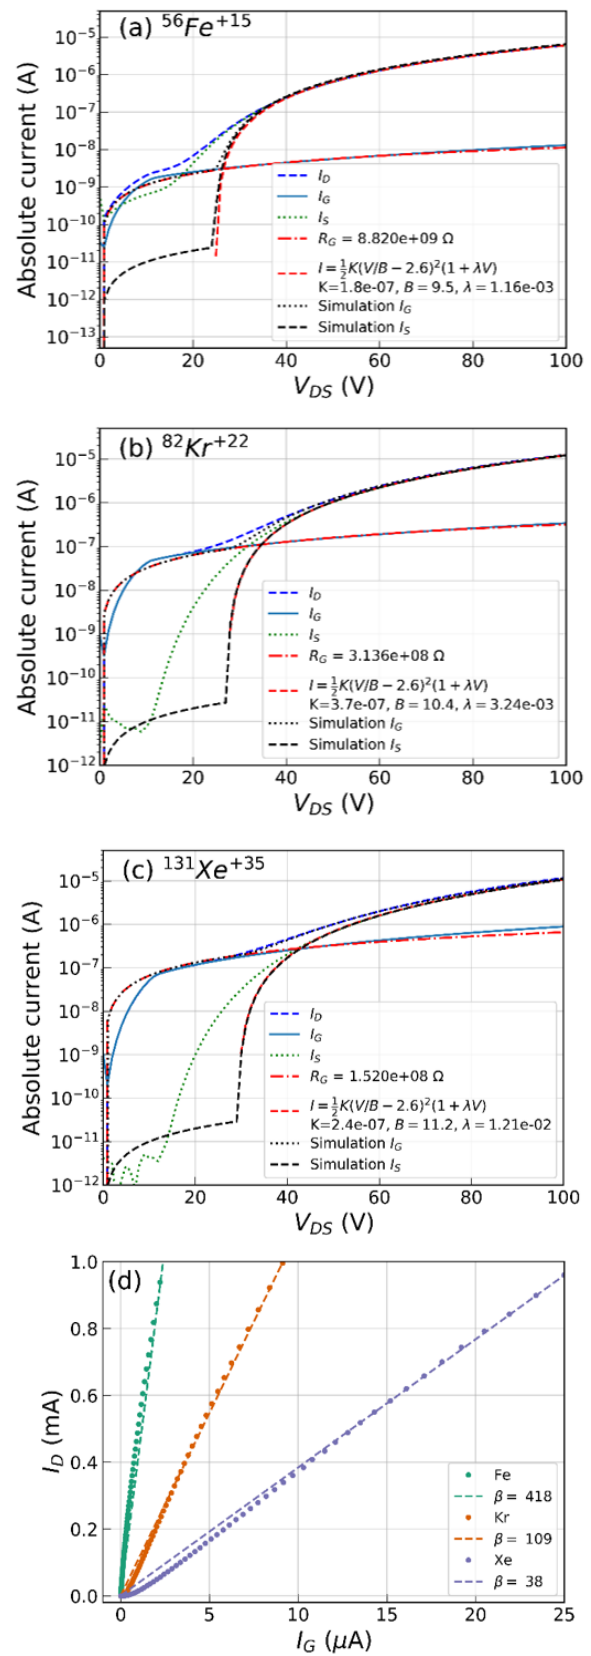 (a) ⁵⁶Fe⁺¹⁵
10⁻⁵
10⁻⁶
10⁻⁷
10⁻⁸
10⁻⁹
10⁻¹⁰
10⁻¹¹
10⁻¹²
10⁻¹³
Absolute current (A)
I_D
I_G
I_S
R_G = 8.820e+09 Ω
I = ½K(V/B − 2.6)²(1 + λV)
K=1.8e-07, B = 9.5, λ = 1.16e-03
Simulation I_G
Simulation I_S
0 20 40 60 80 100
V_DS (V)
(b) ⁸²Kr⁺²²
10⁻⁵
10⁻⁶
10⁻⁷
10⁻⁸
10⁻⁹
10⁻¹⁰
10⁻¹¹
10⁻¹²
Absolute current (A)
I_D
I_G
I_S
R_G = 3.136e+08 Ω
I = ½K(V/B − 2.6)²(1 + λV)
K=3.7e-07, B = 10.4, λ = 3.24e-03
Simulation I_G
Simulation I_S
0 20 40 60 80 100
V_DS (V)
(c) ¹³¹Xe⁺³⁵
10⁻⁵
10⁻⁶
10⁻⁷
10⁻⁸
10⁻⁹
10⁻¹⁰
10⁻¹¹
10⁻¹²
Absolute current (A)
I_D
I_G
I_S
R_G = 1.520e+08 Ω
I = ½K(V/B − 2.6)²(1 + λV)
K=2.4e-07, B = 11.2, λ = 1.21e-02
Simulation I_G
Simulation I_S
0 20 40 60 80 100
V_DS (V)
(d)
1.0
0.8
0.6
0.4
0.2
0.0
I_D (mA)
Fe
β = 418
Kr
β = 109
Xe
β = 38
0 5 10 15 20 25
I_G (μA)